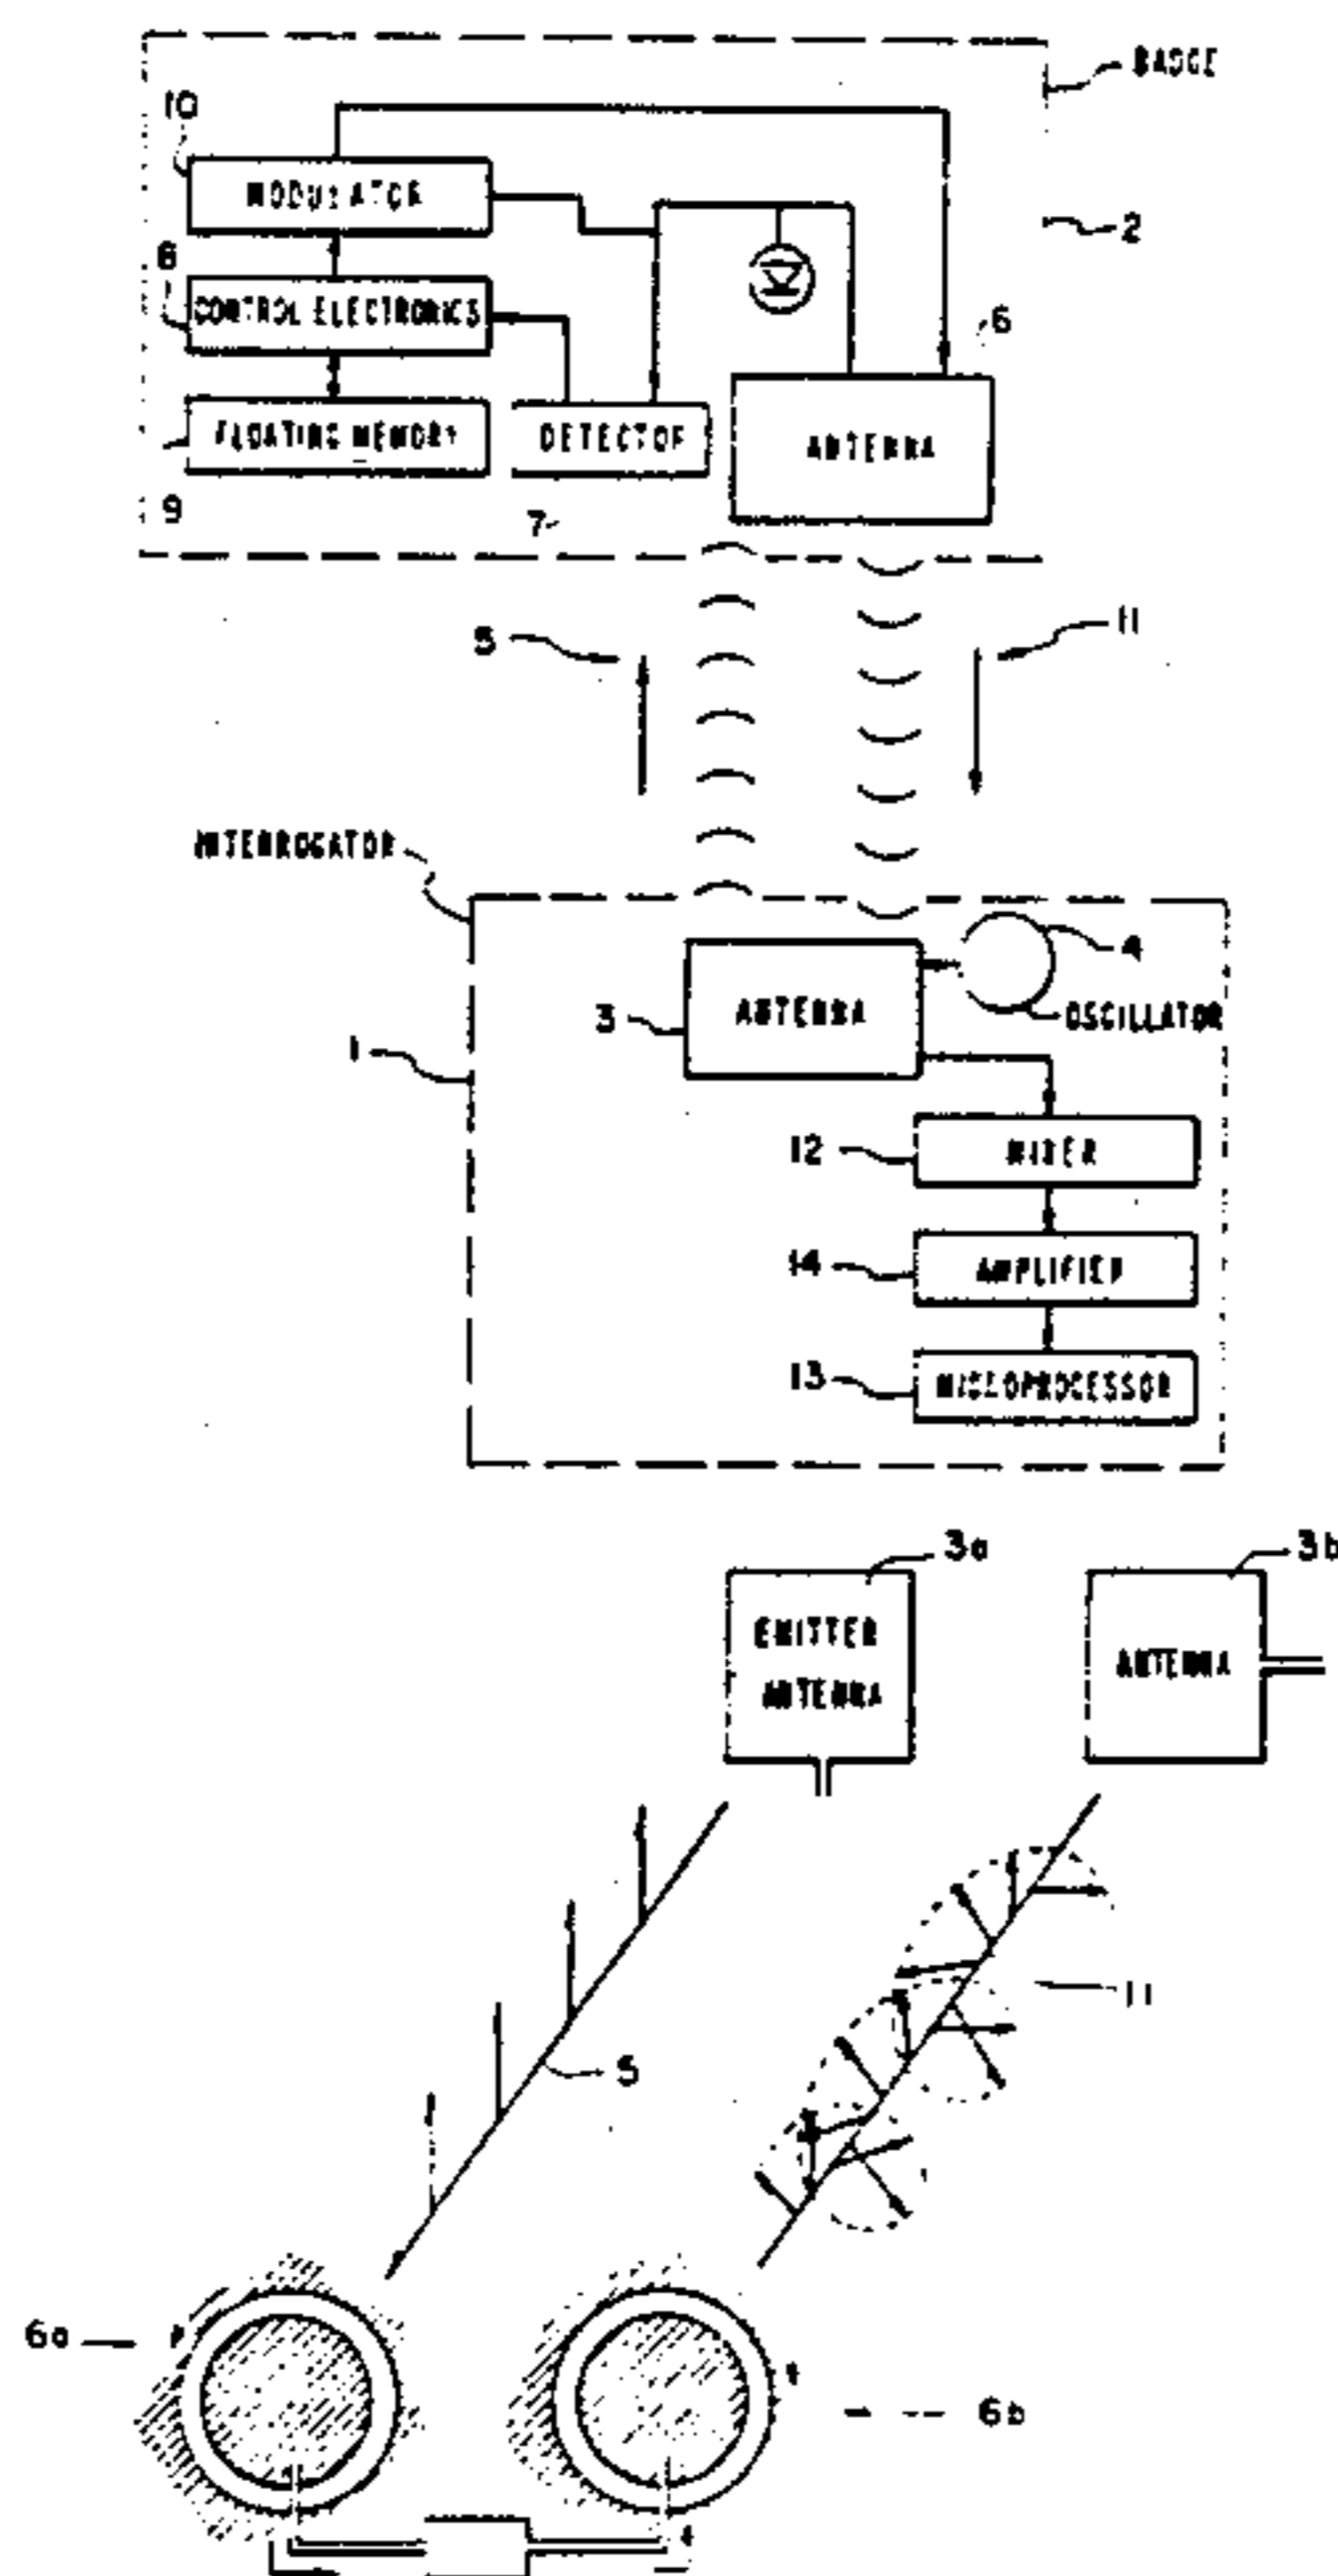 BADGE
10
MODULATOR
2
8
CONTROL ELECTRONICS
6
FLOATING MEMORY
DETECTOR
ANTENNA
9
7
5
11
INTERROGATOR
4
3
ANTENNA
OSCILLATOR
1
12
MIXER
14
AMPLIFIER
13
MICROPROCESSOR
3a
3b
EMITTER
ANTENNA
ANTENNA
11
5
6a
6b